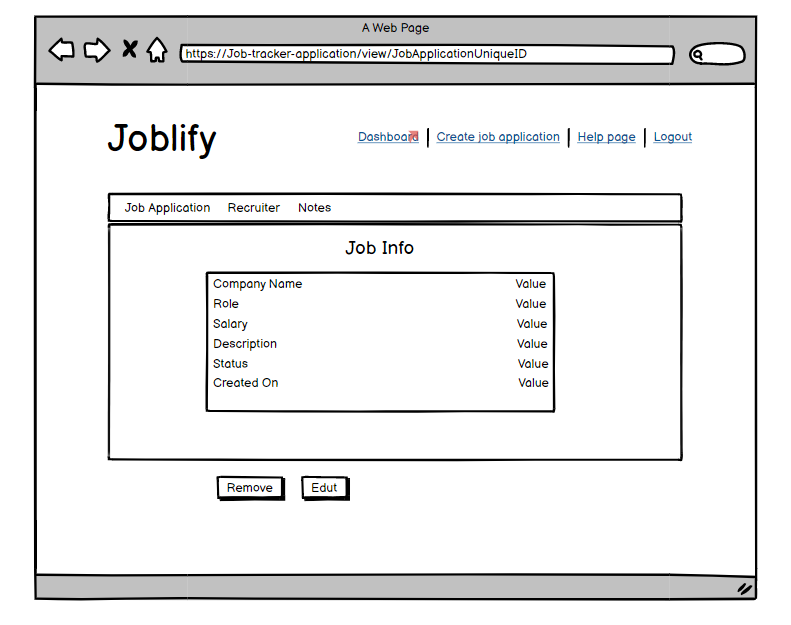 A Web Page
https://Job-tracker-application/view/JobApplicationUniqueID
Joblify
Dashboard Create job application Help page Logout
Job Application Recruiter Notes
Job Info
Company Name Value
Role Value
Salary Value
Description Value
Status Value
Created On Value
Remove Edut